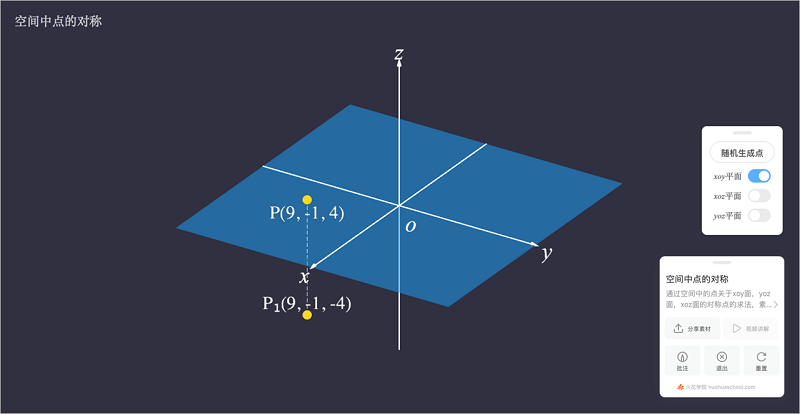 空间中点的对称
z
随机生成点
xoy平面
xoz平面
yoz平面
P(9, -1, 4)
o
y
x
P₁(9, -1, -4)
空间中点的对称
通过空间中的点关于xoy面，yoz
面，xoz面的对称点的求法，素...
分享素材
视频讲解
批注
退出
重置
火花学院 huohuaschool.com